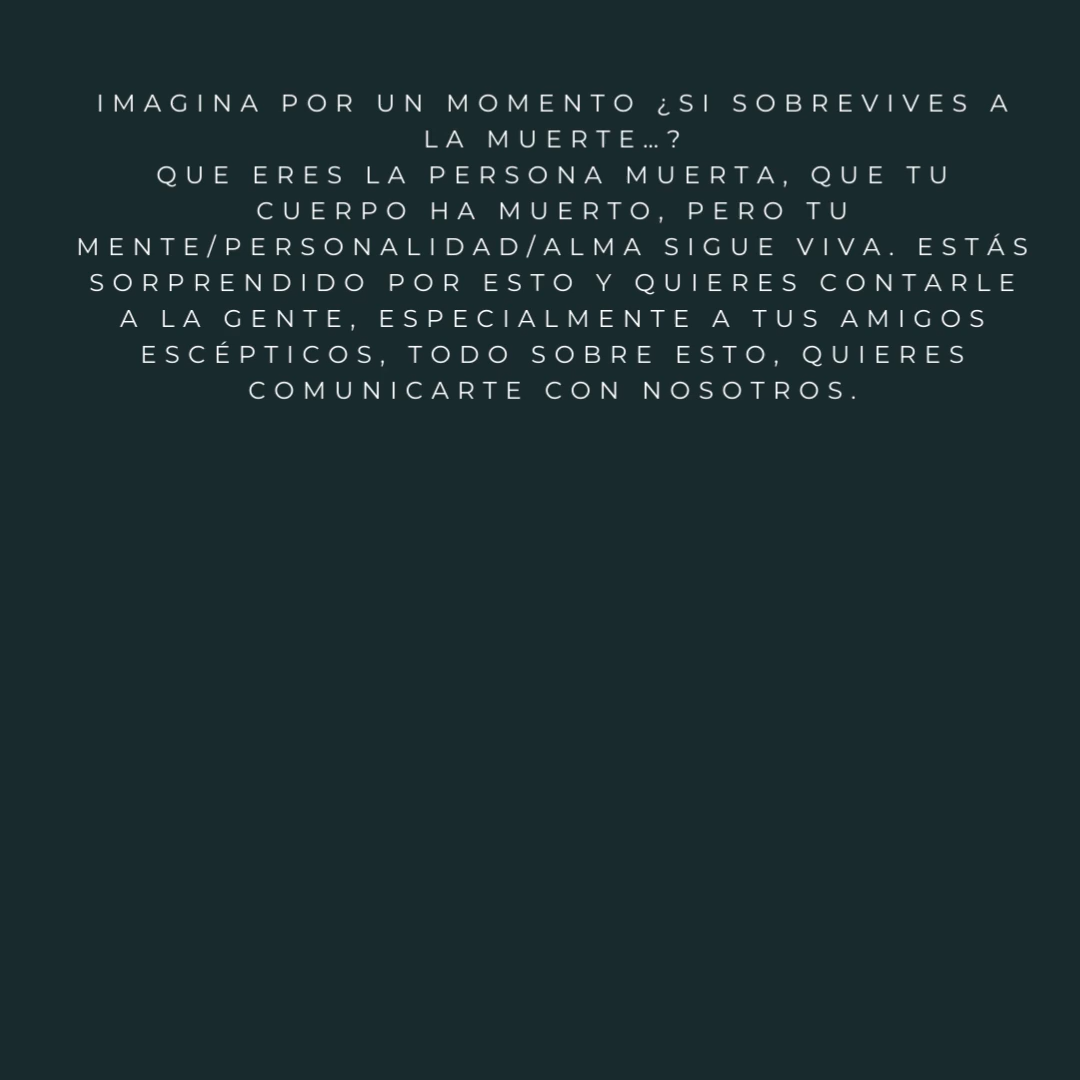 IMAGINA POR UN MOMENTO ¿SI SOBREVIVES A
LA MUERTE…?
QUE ERES LA PERSONA MUERTA, QUE TU
CUERPO HA MUERTO, PERO TU
MENTE/PERSONALIDAD/ALMA SIGUE VIVA. ESTÁS
SORPRENDIDO POR ESTO Y QUIERES CONTARLE
A LA GENTE, ESPECIALMENTE A TUS AMIGOS
ESCÉPTICOS, TODO SOBRE ESTO, QUIERES
COMUNICARTE CON NOSOTROS.